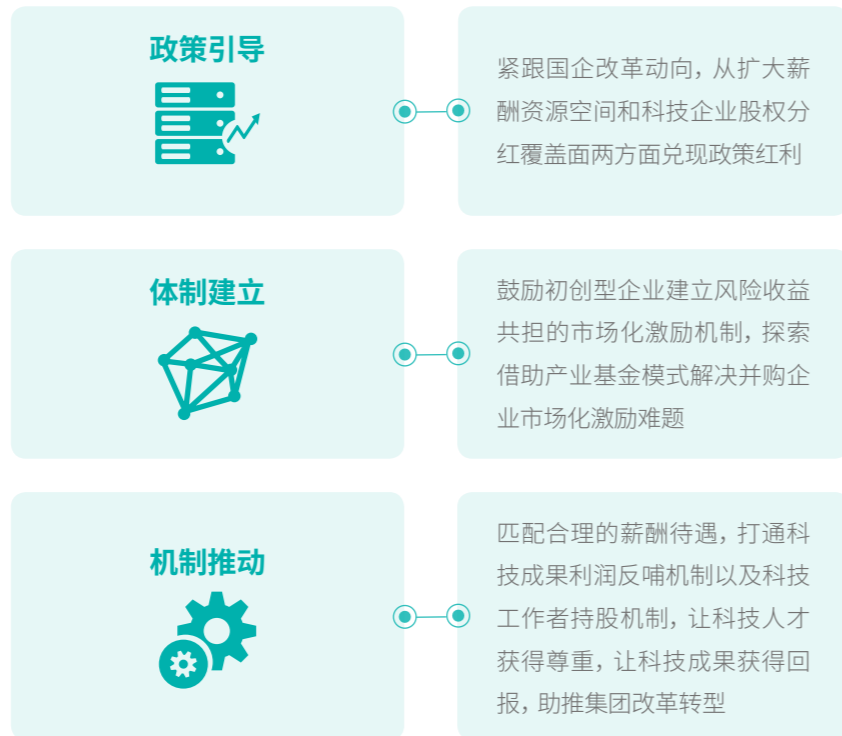 政策引导
紧跟国企改革动向，从扩大薪
酬资源空间和科技企业股权分
红覆盖面两方面兑现政策红利
体制建立
鼓励初创型企业建立风险收益
共担的市场化激励机制，探索
借助产业基金模式解决并购企
业市场化激励难题
机制推动
匹配合理的薪酬待遇，打通科
技成果利润反哺机制以及科技
工作者持股机制，让科技人才
获得尊重，让科技成果获得回
报，助推集团改革转型